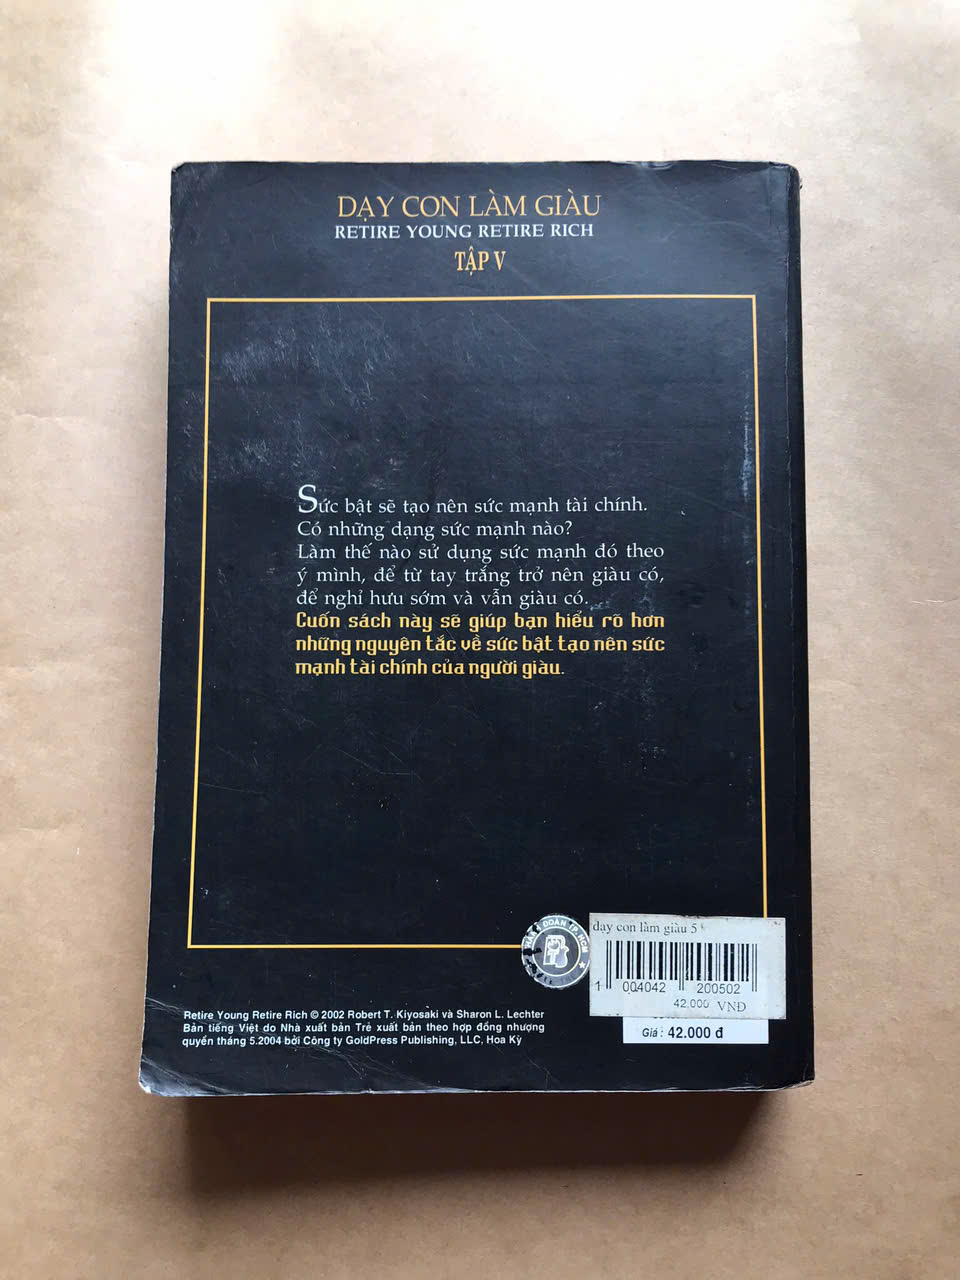 DẠY CON LÀM GIÀU
RETIRE YOUNG RETIRE RICH
TẬP V
Sức bật sẽ tạo nên sức mạnh tài chính.
Có những dạng sức mạnh nào?
Làm thế nào sử dụng sức mạnh đó theo
ý mình, để từ tay trắng trở nên giàu có,
để nghỉ hưu sớm và vẫn giàu có.
Cuốn sách này sẽ giúp bạn hiểu rõ hơn
những nguyên tắc về sức bật tạo nên sức
mạnh tài chính của người giàu.
dạy con làm giàu 5
1 004042 200502
42.000 VNĐ
Giá : 42.000 đ
Retire Young Retire Rich © 2002 Robert T. Kiyosaki và Sharon L. Lechter
Bản tiếng Việt do Nhà xuất bản Trẻ xuất bản theo hợp đồng nhượng
quyền tháng 5.2004 bởi Công ty GoldPress Publishing, LLC, Hoa Kỳ